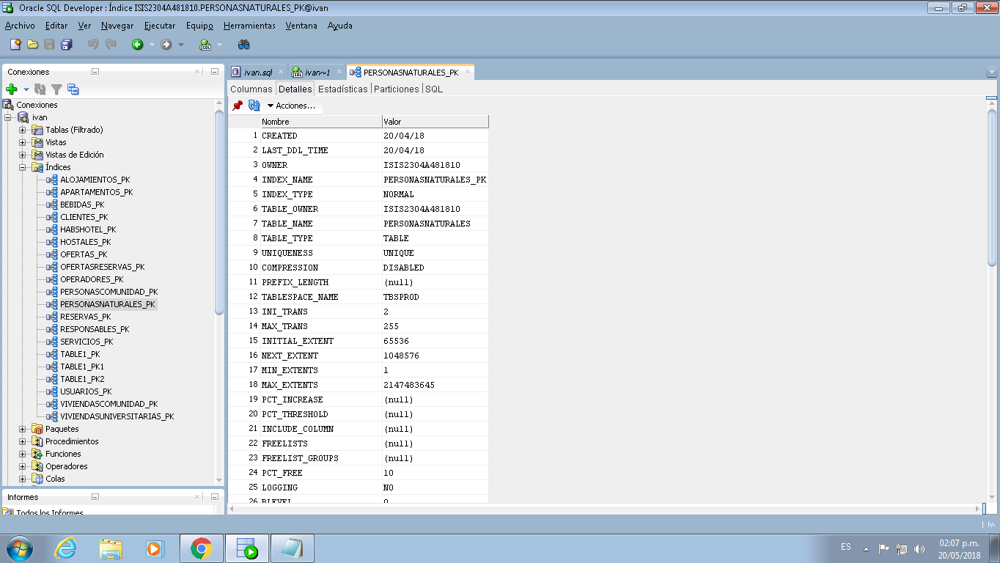 Oracle SQL Developer : Índice ISIS2304A481810.PERSONASNATURALES_PK@ivan
Archivo Editar Ver Navegar Ejecutar Equipo Herramientas Ventana Ayuda
Conexiones
Conexiones
ivan
Tablas (Filtrado)
Vistas
Vistas de Edición
Índices
ALOJAMIENTOS_PK
APARTAMENTOS_PK
BEBIDAS_PK
CLIENTES_PK
HABSHOTEL_PK
HOSTALES_PK
OFERTAS_PK
OFERTASRESERVAS_PK
OPERADORES_PK
PERSONASCOMUNIDAD_PK
PERSONASNATURALES_PK
RESERVAS_PK
RESPONSABLES_PK
SERVICIOS_PK
TABLE1_PK
TABLE1_PK1
TABLE1_PK2
USUARIOS_PK
VIVIENDASCOMUNIDAD_PK
VIVIENDASUNIVERSITARIAS_PK
Paquetes
Procedimientos
Funciones
Operadores
Colas
Informes
Todos los Informes
ivan.sql ivan~1 PERSONASNATURALES_PK
Columnas Detalles Estadísticas Particiones SQL
Acciones...
Nombre Valor
1 CREATED 20/04/18
2 LAST_DDL_TIME 20/04/18
3 OWNER ISIS2304A481810
4 INDEX_NAME PERSONASNATURALES_PK
5 INDEX_TYPE NORMAL
6 TABLE_OWNER ISIS2304A481810
7 TABLE_NAME PERSONASNATURALES
8 TABLE_TYPE TABLE
9 UNIQUENESS UNIQUE
10 COMPRESSION DISABLED
11 PREFIX_LENGTH (null)
12 TABLESPACE_NAME TBSPROD
13 INI_TRANS 2
14 MAX_TRANS 255
15 INITIAL_EXTENT 65536
16 NEXT_EXTENT 1048576
17 MIN_EXTENTS 1
18 MAX_EXTENTS 2147483645
19 PCT_INCREASE (null)
20 PCT_THRESHOLD (null)
21 INCLUDE_COLUMN (null)
22 FREELISTS (null)
23 FREELIST_GROUPS (null)
24 PCT_FREE 10
25 LOGGING NO
26 BLEVEL 0
iv.
ES
02:07 p.m.
20/05/2018